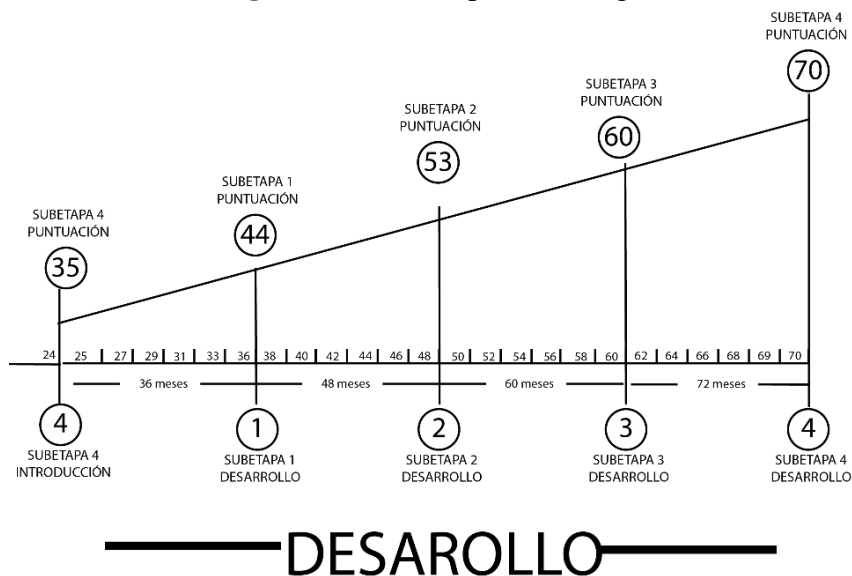 SUBETAPA 4
PUNTUACIÓN
70
SUBETAPA 3
PUNTUACIÓN
60
SUBETAPA 2
PUNTUACIÓN
53
SUBETAPA 1
PUNTUACIÓN
44
SUBETAPA 4
PUNTUACIÓN
35
24 25 27 29 31 33 36 38 40 42 44 46 48 50 52 54 56 58 60 62 64 66 68 69 70
36 meses 48 meses 60 meses 72 meses
4
SUBETAPA 4
INTRODUCCIÓN
1
SUBETAPA 1
DESARROLLO
2
SUBETAPA 2
DESARROLLO
3
SUBETAPA 3
DESARROLLO
4
SUBETAPA 4
DESARROLLO
DESAROLLO